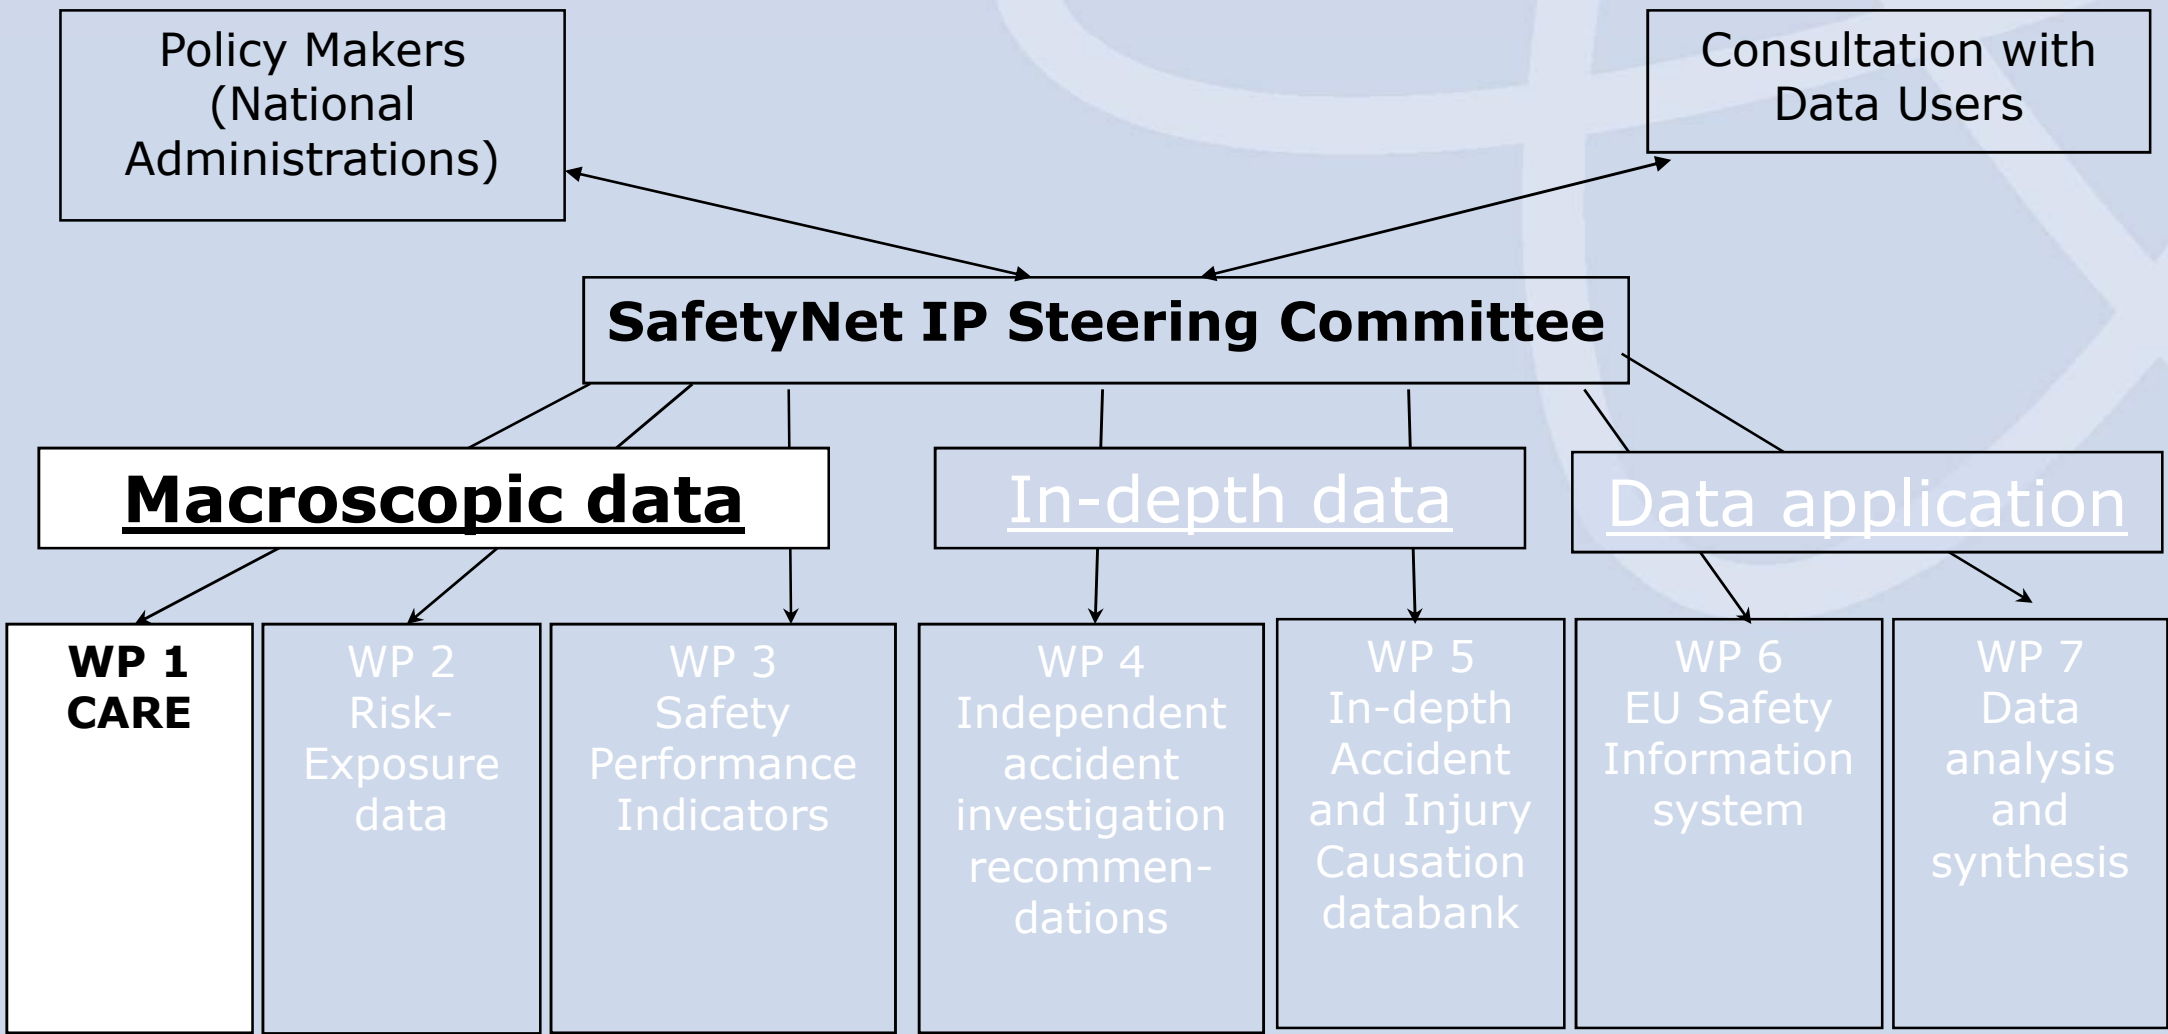 Policy Makers
(National
Administrations)
Consultation with
Data Users
SafetyNet IP Steering Committee
Macroscopic data
In-depth data
Data application
WP 1
CARE
WP 2
Risk-
Exposure
data
WP 3
Safety
Performance
Indicators
WP 4
Independent
accident
investigation
recommen-
dations
WP 5
In-depth
Accident
and Injury
Causation
databank
WP 6
EU Safety
Information
system
WP 7
Data
analysis
and
synthesis